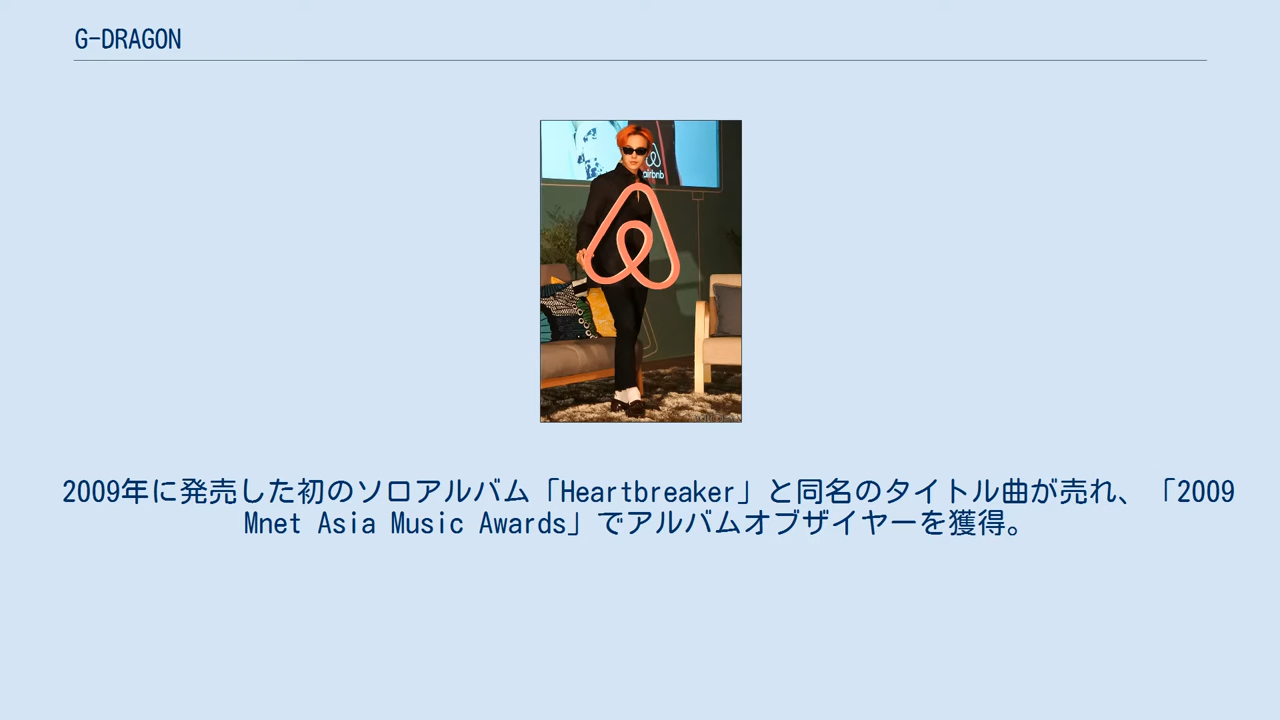 G-DRAGON
airbnb
2009年に発売した初のソロアルバム「Heartbreaker」と同名のタイトル曲が売れ、「2009
Mnet Asia Music Awards」でアルバムオブザイヤーを獲得。